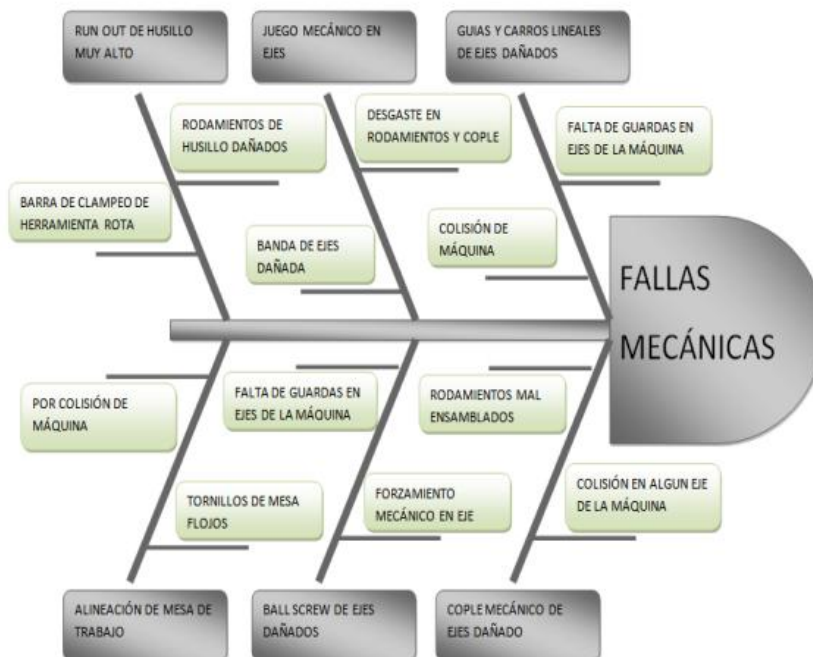 RUN OUT DE HUSILLO
MUY ALTO
JUEGO MECÁNICO EN
EJES
GUIAS Y CARROS LINEALES
DE EJES DAÑADOS
RODAMIENTOS DE
HUSILLO DAÑADOS
DESGASTE EN
RODAMIENTOS Y COPLE
FALTA DE GUARDAS EN
EJES DE LA MÁQUINA
BARRA DE CLAMPEO DE
HERRAMIENTA ROTA
BANDA DE EJES
DAÑADA
COLISIÓN DE
MÁQUINA
FALLAS
MECÁNICAS
POR COLISIÓN DE
MÁQUINA
FALTA DE GUARDAS EN
EJES DE LA MÁQUINA
RODAMIENTOS MAL
ENSAMBLADOS
TORNILLOS DE MESA
FLOJOS
FORZAMIENTO
MECÁNICO EN EJE
COLISIÓN EN ALGUN EJE
DE LA MÁQUINA
ALINEACIÓN DE MESA DE
TRABAJO
BALL SCREW DE EJES
DAÑADOS
COPLE MECÁNICO DE
EJES DAÑADO